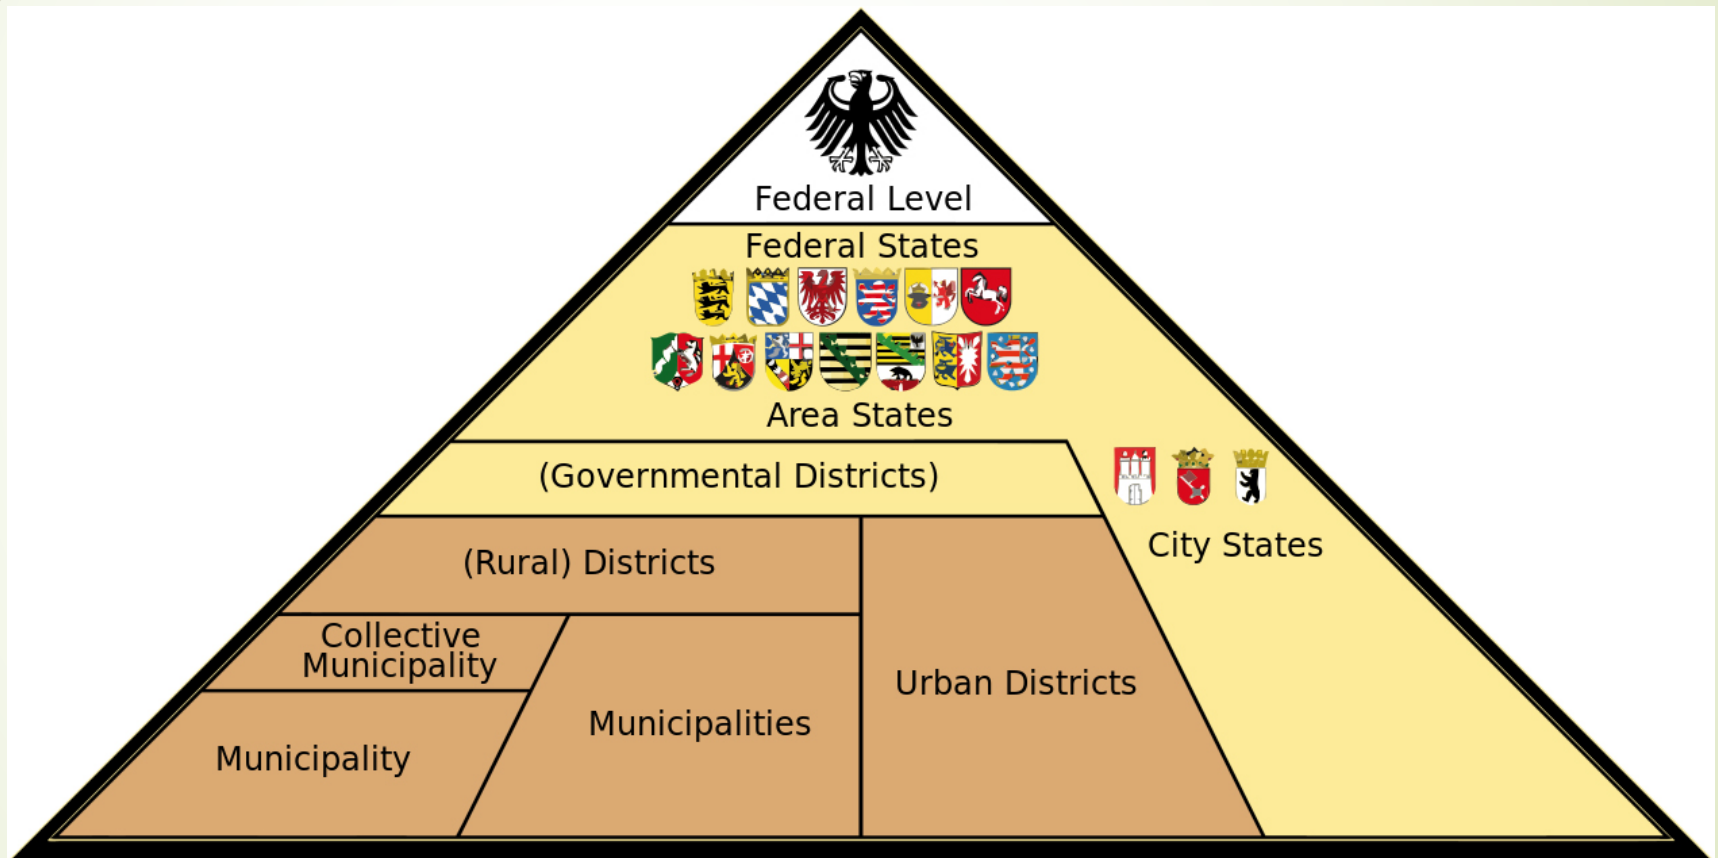 Federal Level
Federal States
Area States
(Governmental Districts)
City States
(Rural) Districts
Collective
Municipality
Urban Districts
Municipalities
Municipality